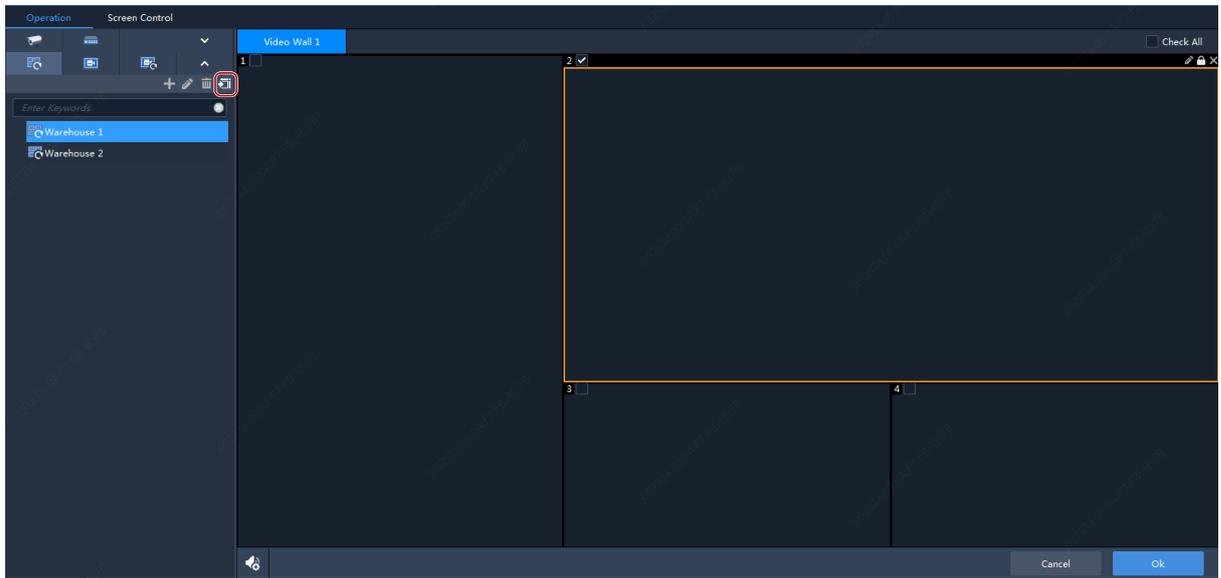 Operation Screen Control
Video Wall 1 Check All
1 2
Enter Keywords
Warehouse 1
Warehouse 2
3 4
Cancel Ok